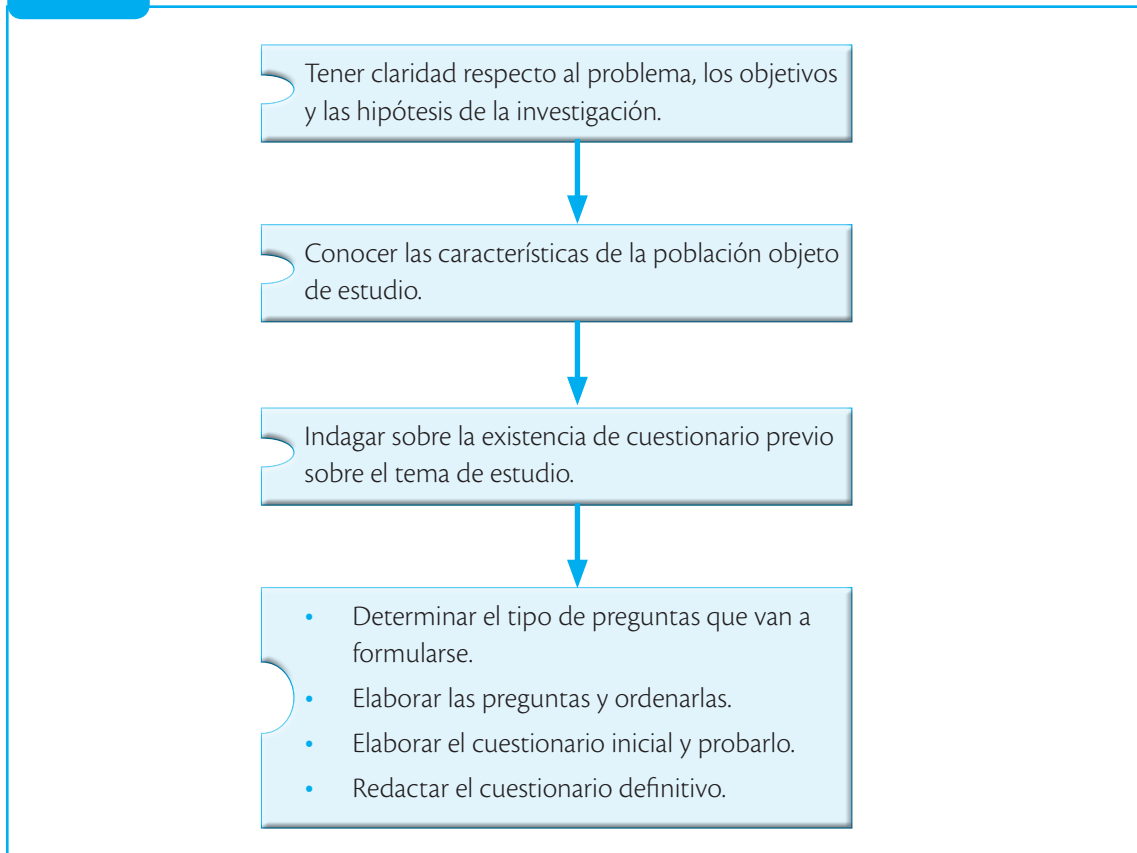 Tener claridad respecto al problema, los objetivos
y las hipótesis de la investigación.
Conocer las características de la población objeto
de estudio.
Indagar sobre la existencia de cuestionario previo
sobre el tema de estudio.
• Determinar el tipo de preguntas que van a
formularse.
• Elaborar las preguntas y ordenarlas.
• Elaborar el cuestionario inicial y probarlo.
• Redactar el cuestionario definitivo.